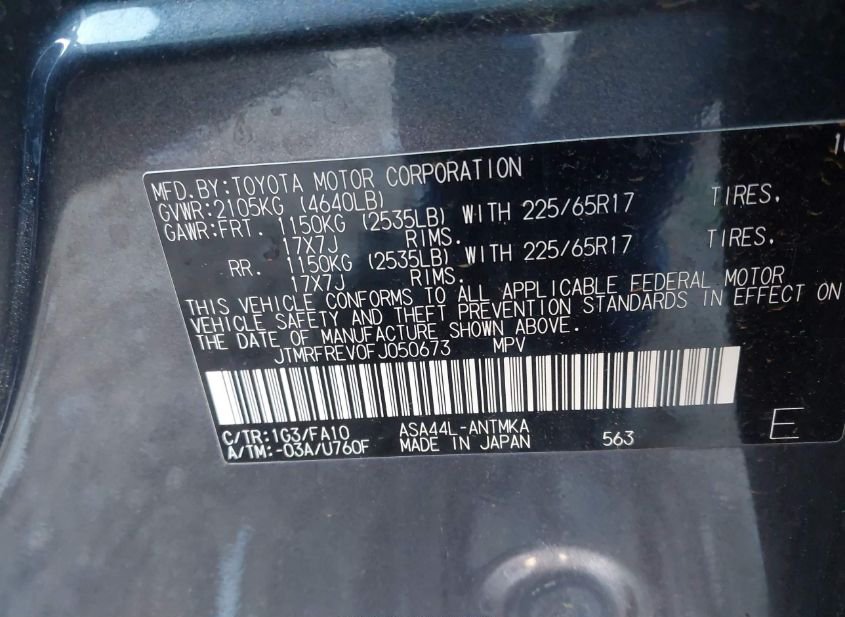 10
MFD.BY:TOYOTA MOTOR CORPORATION
GVWR:2105KG (4640LB)
GAWR:FRT. 1150KG (2535LB) WITH 225/65R17 TIRES,
17X7J RIMS.
RR. 1150KG (2535LB) WITH 225/65R17 TIRES,
17X7J RIMS.
THIS VEHICLE CONFORMS TO ALL APPLICABLE FEDERAL MOTOR
VEHICLE SAFETY AND THEFT PREVENTION STANDARDS IN EFFECT ON
THE DATE OF MANUFACTURE SHOWN ABOVE.
JTMRFREV0FJ050673 MPV
C/TR:1G3/FA10 ASA44L-ANTMKA
A/TM:-03A/U760F MADE IN JAPAN 563 E